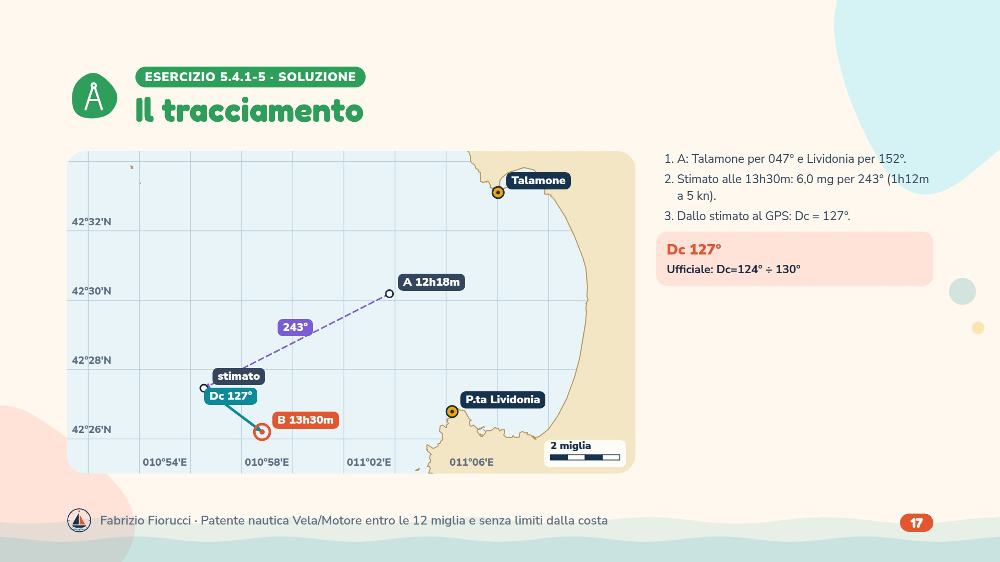 ESERCIZIO 5.4.1-5 · SOLUZIONE
Il tracciamento
Talamone
42°32'N
A 12h18m
42°30'N
243°
42°28'N
stimato
Dc 127°
P.ta Lividonia
B 13h30m
42°26'N
2 miglia
010°54'E
010°58'E
011°02'E
011°06'E
1. A: Talamone per 047° e Lividonia per 152°.
2. Stimato alle 13h30m: 6,0 mg per 243° (1h12m
a 5 kn).
3. Dallo stimato al GPS: Dc = 127°.
Dc 127°
Ufficiale: Dc=124° ÷ 130°
Fabrizio Fiorucci · Patente nautica Vela/Motore entro le 12 miglia e senza limiti dalla costa
17